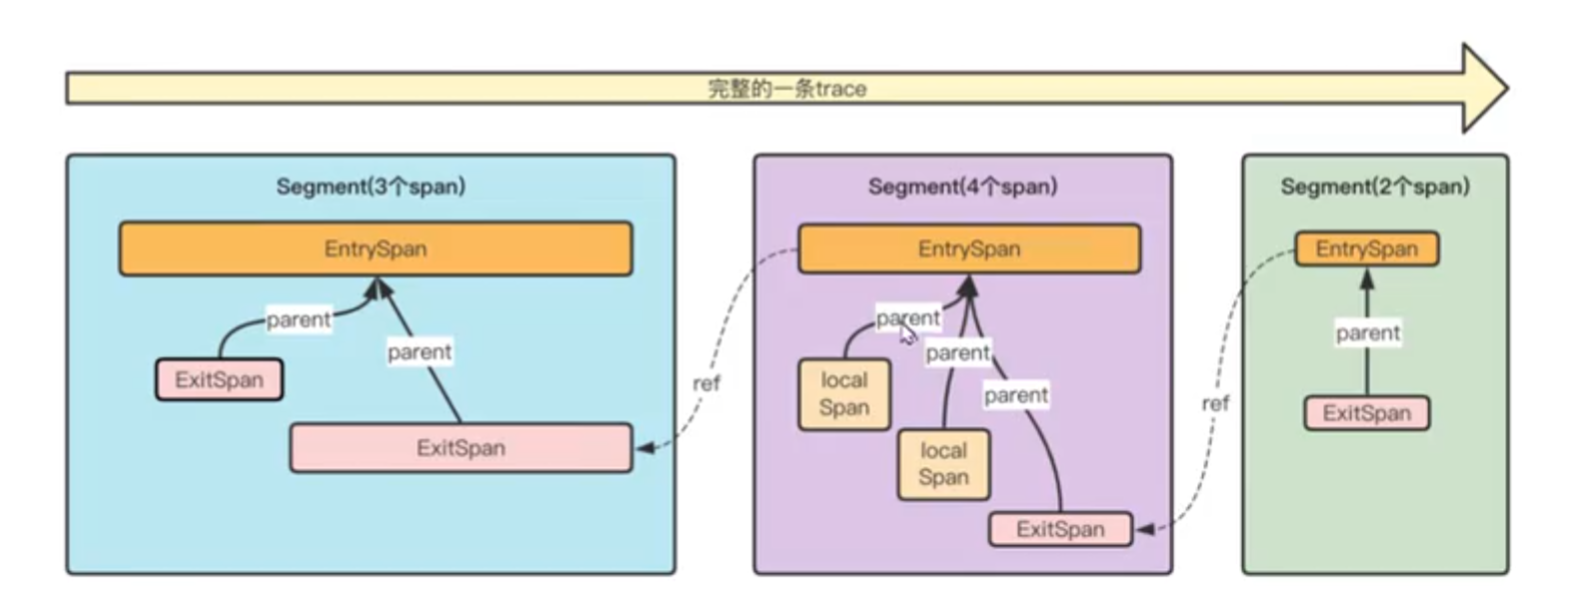 完整的一条trace
Segment(3个span)
EntrySpan
parent
parent
ExitSpan
ExitSpan
ref
Segment(4个span)
EntrySpan
parent
parent
parent
local
Span
local
Span
ExitSpan
ref
Segment(2个span)
EntrySpan
parent
ExitSpan